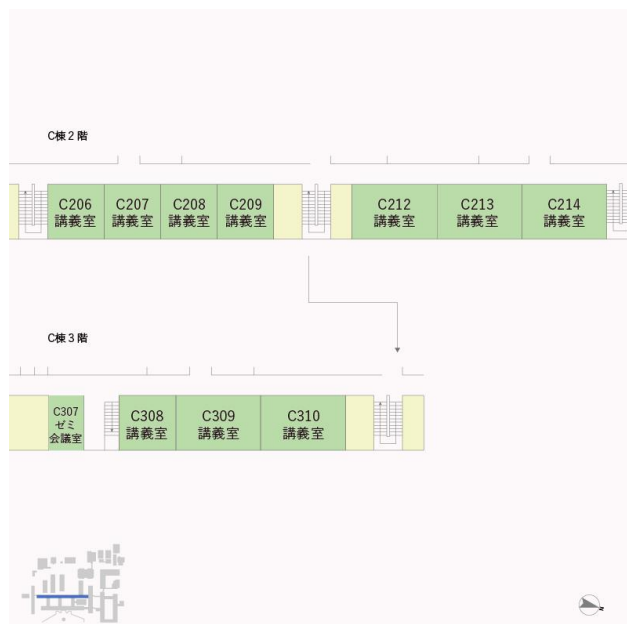 C棟2階
C206
講義室
C207
講義室
C208
講義室
C209
講義室
C212
講義室
C213
講義室
C214
講義室
C棟3階
C307
ゼミ
会議室
C308
講義室
C309
講義室
C310
講義室
N